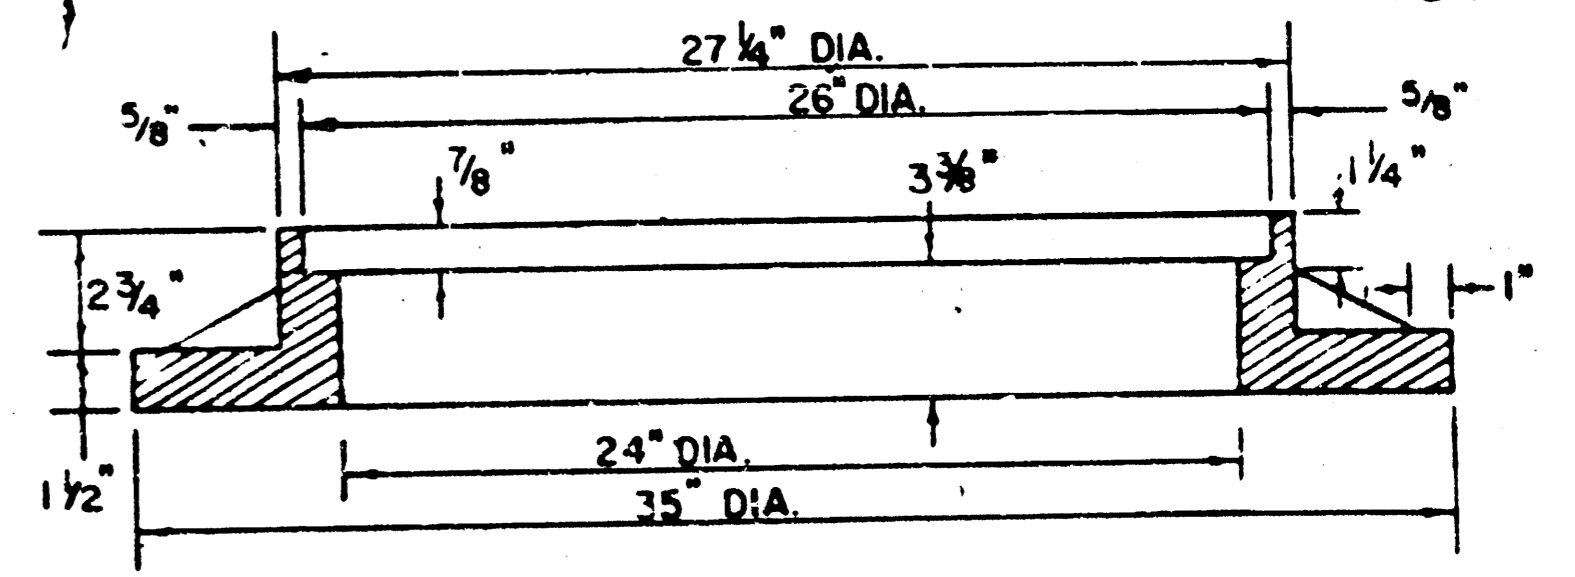 27 1/4" DIA.
26" DIA.
5/8"
5/8"
7/8"
3 3/8"
1 1/4"
2 3/4"
1"
1 1/2"
24" DIA.
35" DIA.